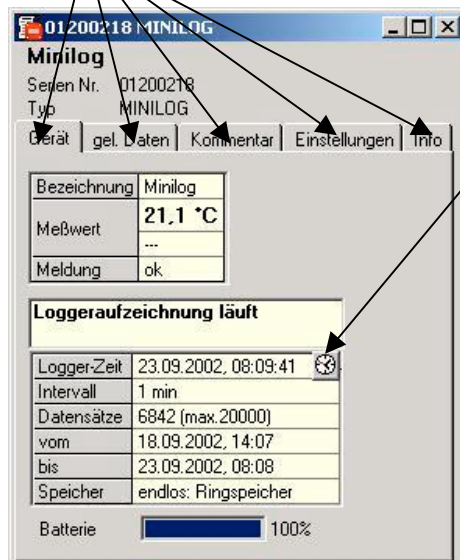 01200218 MINILOG
Minilog
Serien Nr. 01200218
Typ MINILOG
Gerät gel. Daten Kommentar Einstellungen Info
Bezeichnung Minilog
Meßwert 21,1 °C
---
Meldung ok
Loggeraufzeichnung läuft
Logger-Zeit 23.09.2002, 08:09:41
Intervall 1 min
Datensätze 6842 (max.20000)
vom 18.09.2002, 14:07
bis 23.09.2002, 08:08
Speicher endlos: Ringspeicher
Batterie 100%